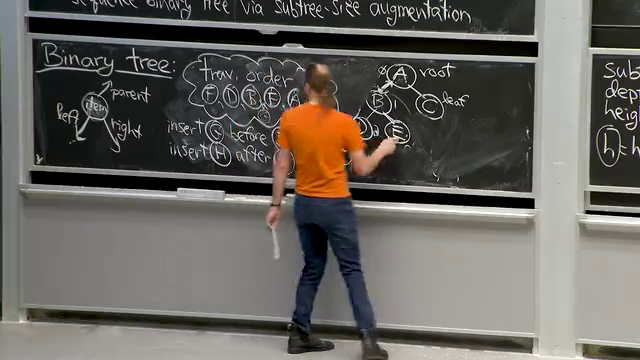 sequence binary tree via subtree-size augmentation
Binary tree:
trav. order
item
parent
left
right
F D B E A
insert G before
insert H after
A root
B
C leaf
E
sub
dept
heig
h